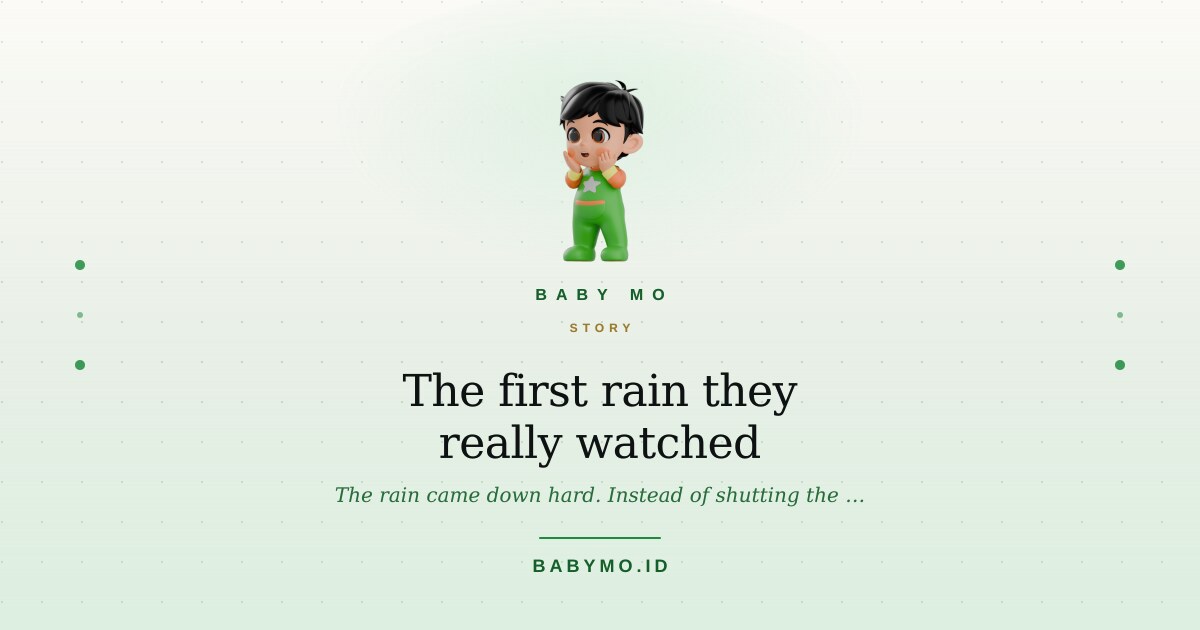 BABY MO
STORY
The first rain they
really watched
The rain came down hard. Instead of shutting the ...
BABYMO.ID